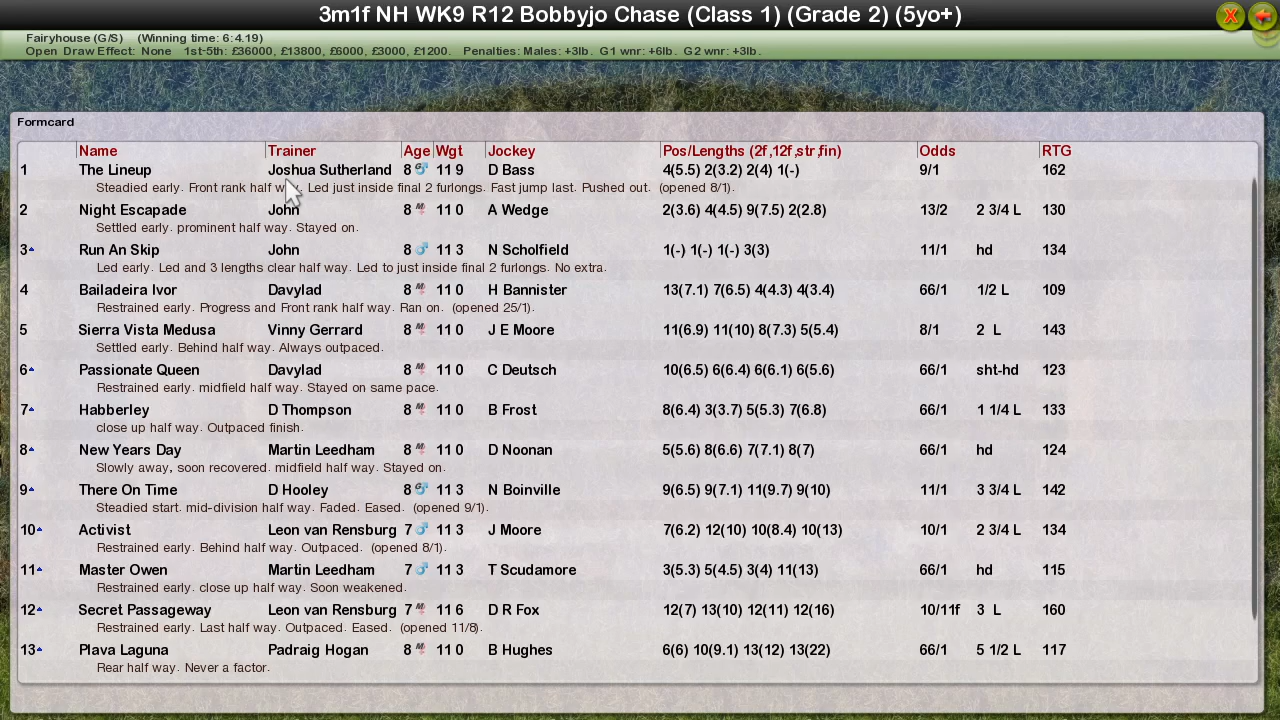 3m1f NH WK9 R12 Bobbyjo Chase (Class 1) (Grade 2) (5yo+)
Fairyhouse (G/S) (Winning time: 6:4.19)
Open Draw Effect: None 1st-5th: £36000, £13800, £6000, £3000, £1200. Penalties: Males: +3lb. G1 wnr: +6lb. G2 wnr: +3lb.
Formcard
Name Trainer Age Wgt Jockey Pos/Lengths (2f,12f,str,fin) Odds RTG
1 The Lineup Joshua Sutherland 8 11 9 D Bass 4(5.5) 2(3.2) 2(4) 1(-) 9/1 162
Steadied early. Front rank half w Led just inside final 2 furlongs. Fast jump last. Pushed out. (opened 8/1).
2 Night Escapade John 8 11 0 A Wedge 2(3.6) 4(4.5) 9(7.5) 2(2.8) 13/2 2 3/4 L 130
Settled early. prominent half way. Stayed on.
3 Run An Skip John 8 11 3 N Scholfield 1(-) 1(-) 1(-) 3(3) 11/1 hd 134
Led early. Led and 3 lengths clear half way. Led to just inside final 2 furlongs. No extra.
4 Bailadeira Ivor Davylad 8 11 0 H Bannister 13(7.1) 7(6.5) 4(4.3) 4(3.4) 66/1 1/2 L 109
Restrained early. Progress and Front rank half way. Ran on. (opened 25/1).
5 Sierra Vista Medusa Vinny Gerrard 8 11 0 J E Moore 11(6.9) 11(10) 8(7.3) 5(5.4) 8/1 2 L 143
Settled early. Behind half way. Always outpaced.
6 Passionate Queen Davylad 8 11 0 C Deutsch 10(6.5) 6(6.4) 6(6.1) 6(5.6) 66/1 sht-hd 123
Restrained early. midfield half way. Stayed on same pace.
7 Habberley D Thompson 8 11 0 B Frost 8(6.4) 3(3.7) 5(5.3) 7(6.8) 66/1 1 1/4 L 133
close up half way. Outpaced finish.
8 New Years Day Martin Leedham 8 11 0 D Noonan 5(5.6) 8(6.6) 7(7.1) 8(7) 66/1 hd 124
Slowly away, soon recovered. midfield half way. Stayed on.
9 There On Time D Hooley 8 11 3 N Boinville 9(6.5) 9(7.1) 11(9.7) 9(10) 11/1 3 3/4 L 142
Steadied start. mid-division half way. Faded. Eased. (opened 9/1).
10 Activist Leon van Rensburg 7 11 3 J Moore 7(6.2) 12(10) 10(8.4) 10(13) 10/1 2 3/4 L 134
Restrained early. Behind half way. Outpaced. (opened 8/1).
11 Master Owen Martin Leedham 7 11 3 T Scudamore 3(5.3) 5(4.5) 3(4) 11(13) 66/1 hd 115
Restrained early. close up half way. Soon weakened.
12 Secret Passageway Leon van Rensburg 7 11 6 D R Fox 12(7) 13(10) 12(11) 12(16) 10/11f 3 L 160
Restrained early. Last half way. Outpaced. Eased. (opened 11/8).
13 Plava Laguna Padraig Hogan 8 11 0 B Hughes 6(6) 10(9.1) 13(12) 13(22) 66/1 5 1/2 L 117
Rear half way. Never a factor.